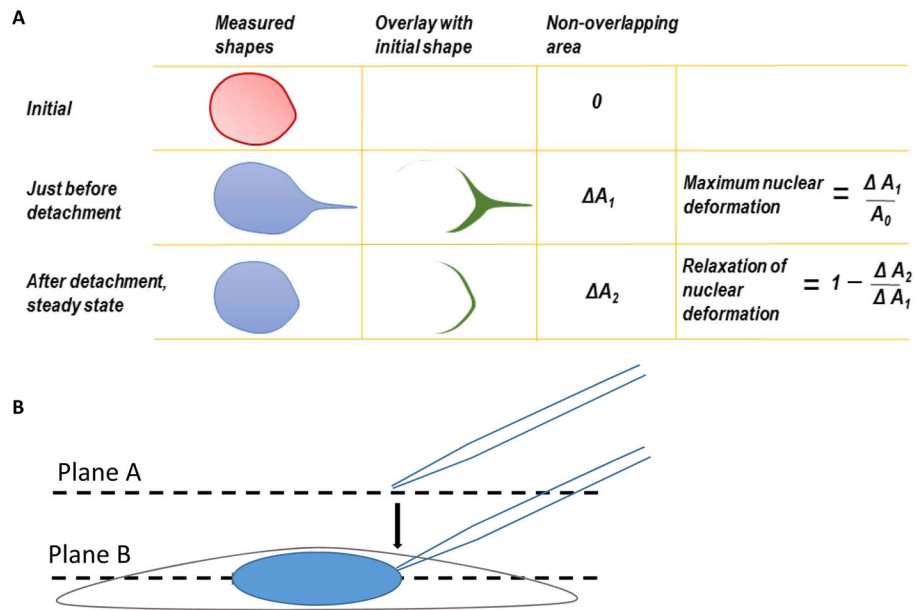 A
Measured shapes
Overlay with initial shape
Non-overlapping area
Initial
0
Just before detachment
ΔA₁
Maximum nuclear deformation = ΔA₁ / A₀
After detachment, steady state
ΔA₂
Relaxation of nuclear deformation = 1 − ΔA₂ / ΔA₁
B
Plane A
Plane B